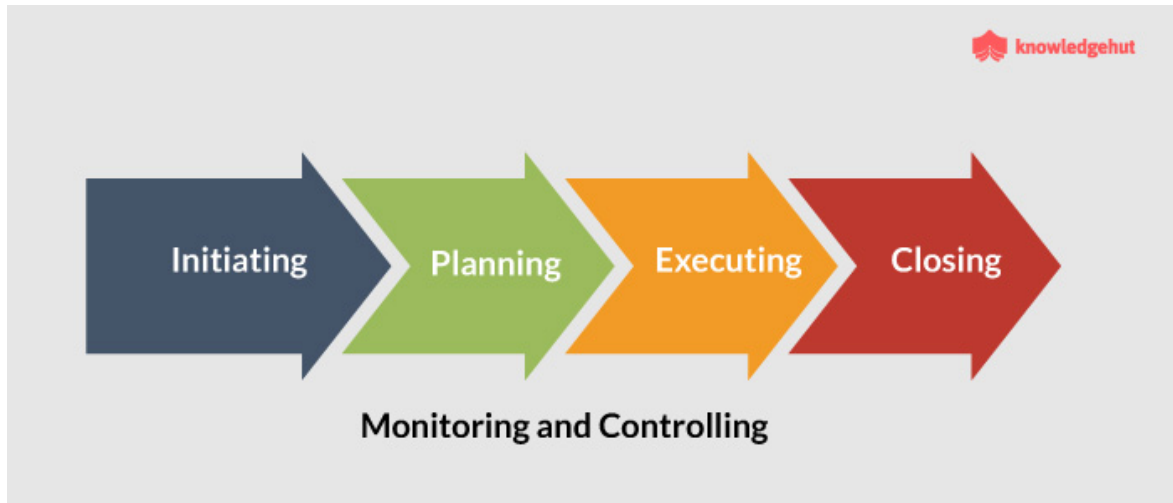 knowledgehut
Initiating
Planning
Executing
Closing
Monitoring and Controlling